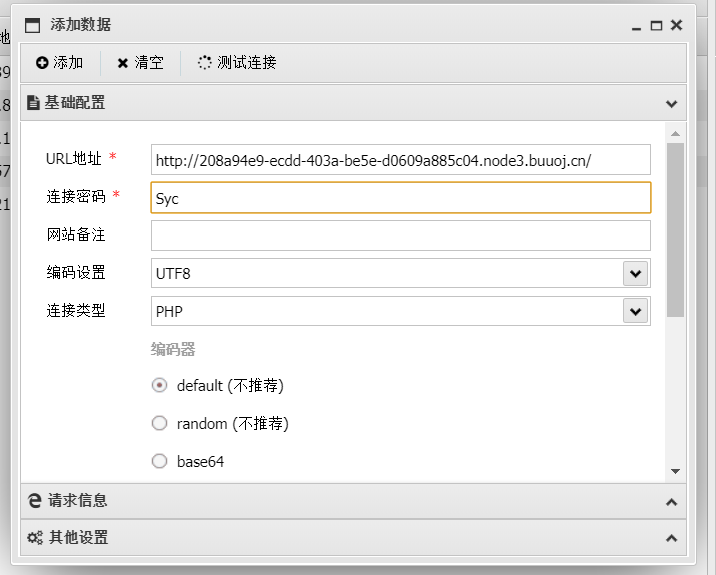 添加数据
添加 清空 测试连接
基础配置
URL地址 * http://208a94e9-ecdd-403a-be5e-d0609a885c04.node3.buuoj.cn/
连接密码 * Syc
网站备注
编码设置 UTF8
连接类型 PHP
编码器
default (不推荐)
random (不推荐)
base64
请求信息
其他设置